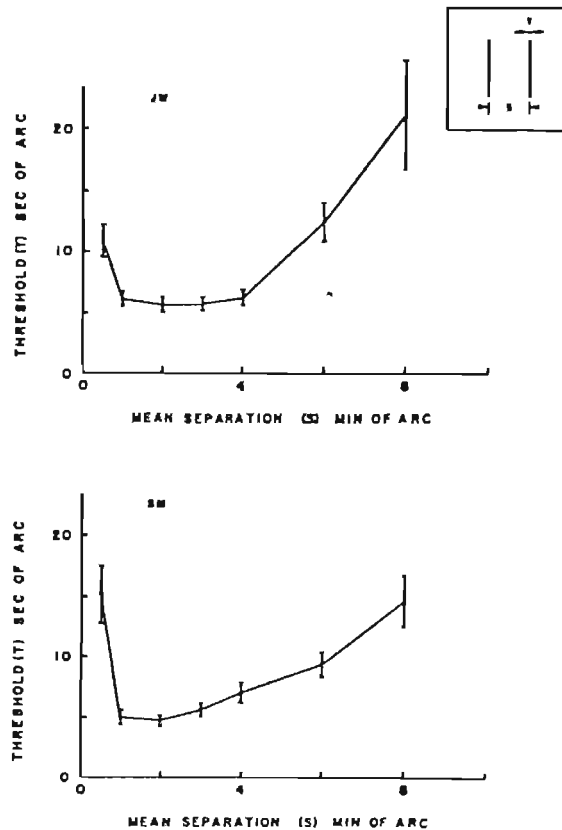 T
S
JW
THRESHOLD (T) SEC OF ARC
20
10
0
0
4
8
MEAN SEPARATION (S) MIN OF ARC
SM
THRESHOLD (T) SEC OF ARC
20
10
0
0
4
8
MEAN SEPARATION (S) MIN OF ARC